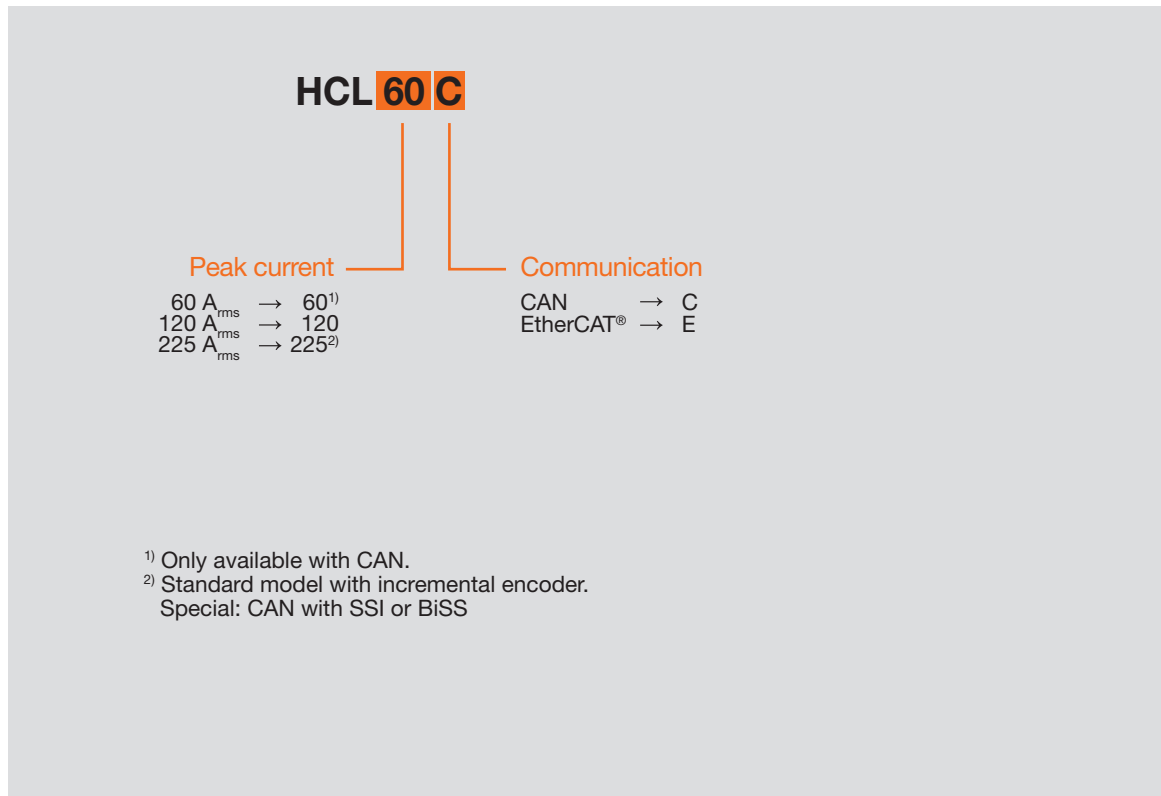 HCL 60 C
Peak current
60 Arms → 60¹⁾
120 Arms → 120
225 Arms → 225²⁾
Communication
CAN → C
EtherCAT® → E
¹⁾ Only available with CAN.
²⁾ Standard model with incremental encoder.
Special: CAN with SSI or BiSS